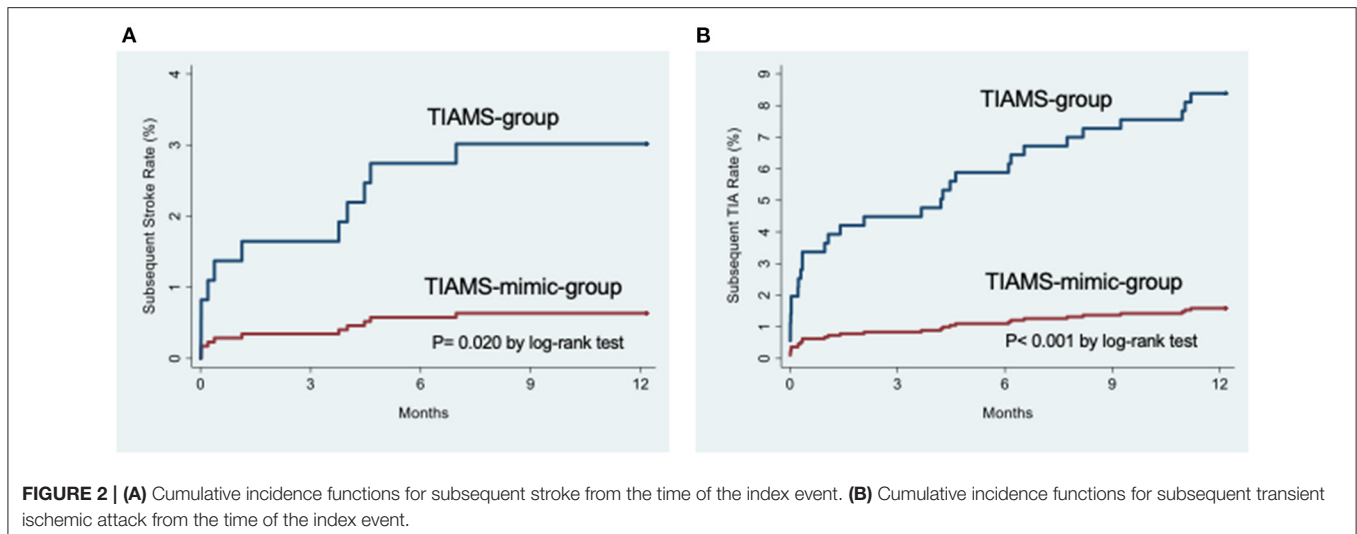 A
B
4
3
2
1
0
Subsequent Stroke Rate (%)
TIAMS-group
TIAMS-mimic-group
P= 0.020 by log-rank test
0 3 6 9 12
Months
9
8
7
6
5
4
3
2
1
0
Subsequent TIA Rate (%)
TIAMS-group
TIAMS-mimic-group
P< 0.001 by log-rank test
0 3 6 9 12
Months
FIGURE 2 | (A) Cumulative incidence functions for subsequent stroke from the time of the index event. (B) Cumulative incidence functions for subsequent transient
ischemic attack from the time of the index event.